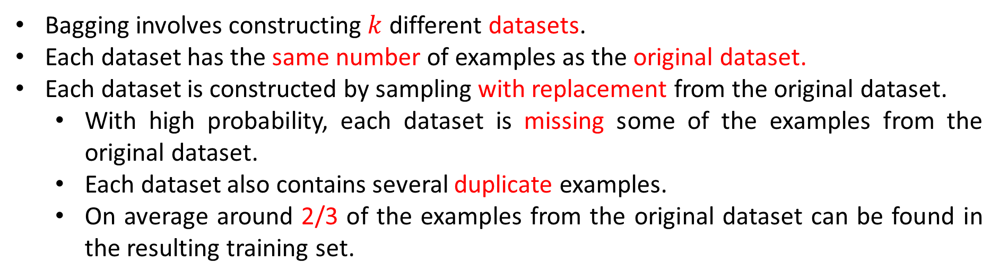 • Bagging involves constructing k different datasets.
• Each dataset has the same number of examples as the original dataset.
• Each dataset is constructed by sampling with replacement from the original dataset.
• With high probability, each dataset is missing some of the examples from the
original dataset.
• Each dataset also contains several duplicate examples.
• On average around 2/3 of the examples from the original dataset can be found in
the resulting training set.